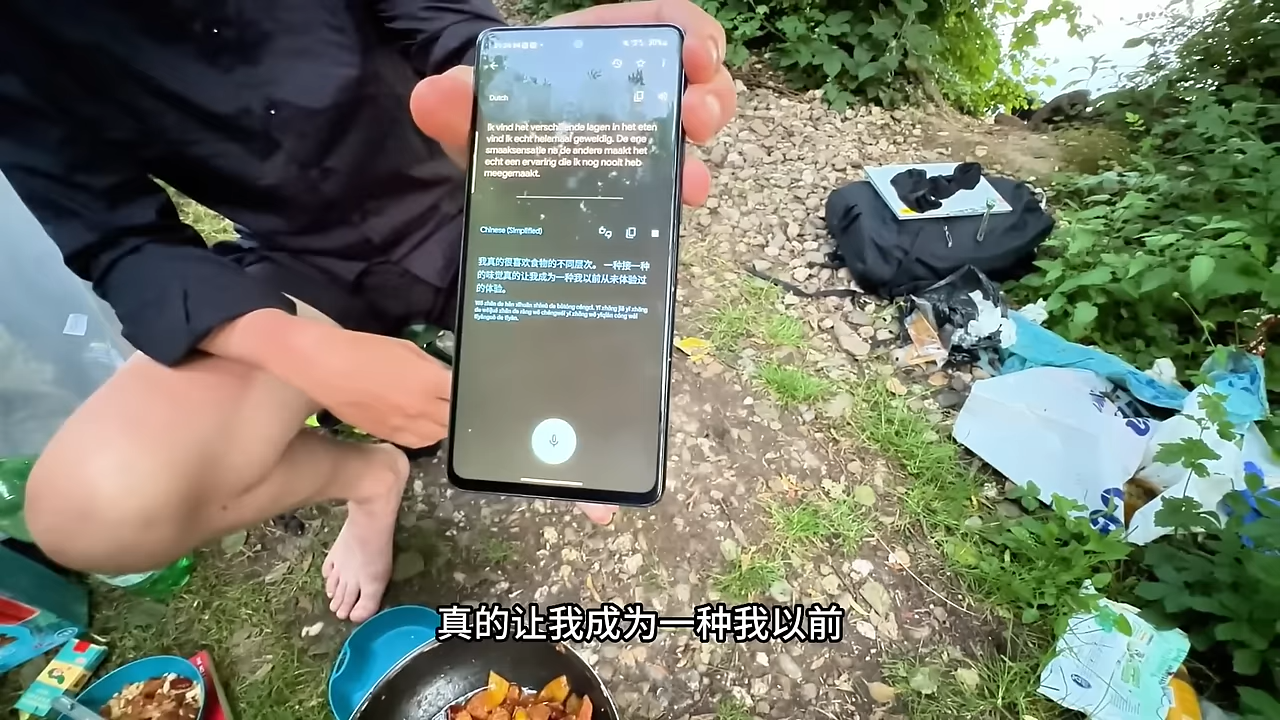 Dutch
Ik vind het verschillende lagen in het eten
vind ik echt helemaal geweldig. De ene
smaaksensatie na de andere maakt het
echt een ervaring die ik nog nooit heb
meegemaakt.
Chinese (Simplified)
我真的很喜欢食物的不同层次。 一种接一种
的味觉真的让我成为一种我以前从未体验过
的体验。
真的让我成为一种我以前